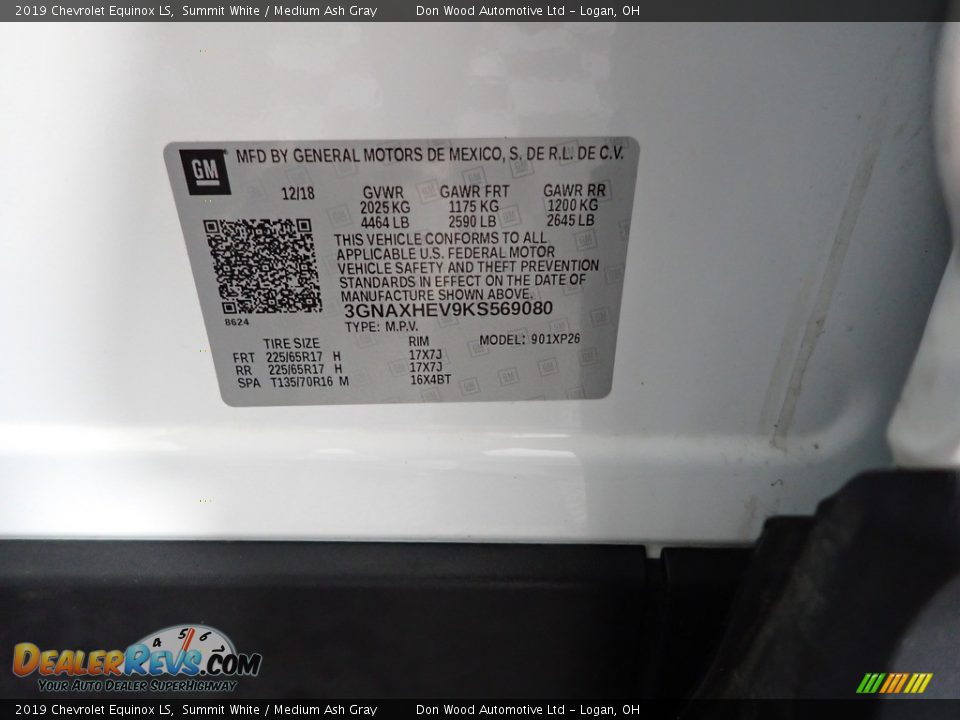 2019 Chevrolet Equinox LS, Summit White / Medium Ash Gray Don Wood Automotive Ltd - Logan, OH
GM MFD BY GENERAL MOTORS DE MEXICO, S. DE R.L. DE C.V.
12/18 GVWR GAWR FRT GAWR RR
2025 KG 1175 KG 1200 KG
4464 LB 2590 LB 2645 LB
THIS VEHICLE CONFORMS TO ALL
APPLICABLE U.S. FEDERAL MOTOR
VEHICLE SAFETY AND THEFT PREVENTION
STANDARDS IN EFFECT ON THE DATE OF
MANUFACTURE SHOWN ABOVE.
3GNAXHEV9KS569080
8624
TYPE: M.P.V.
TIRE SIZE RIM MODEL: 901XP26
FRT 225/65R17 H 17X7J
RR 225/65R17 H 17X7J
SPA T135/70R16 M 16X4BT
4 5 6 7
DEALERREVS.COM
YOUR AUTO DEALER SUPERHIGHWAY
2019 Chevrolet Equinox LS, Summit White / Medium Ash Gray Don Wood Automotive Ltd - Logan, OH